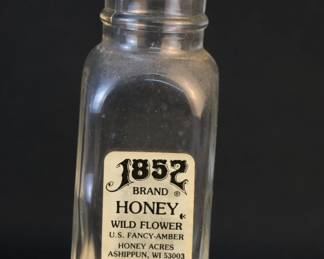 1852
BRAND ®
HONEY
WILD FLOWER
U.S. FANCY-AMBER
HONEY ACRES
ASHIPPUN, WI 53003